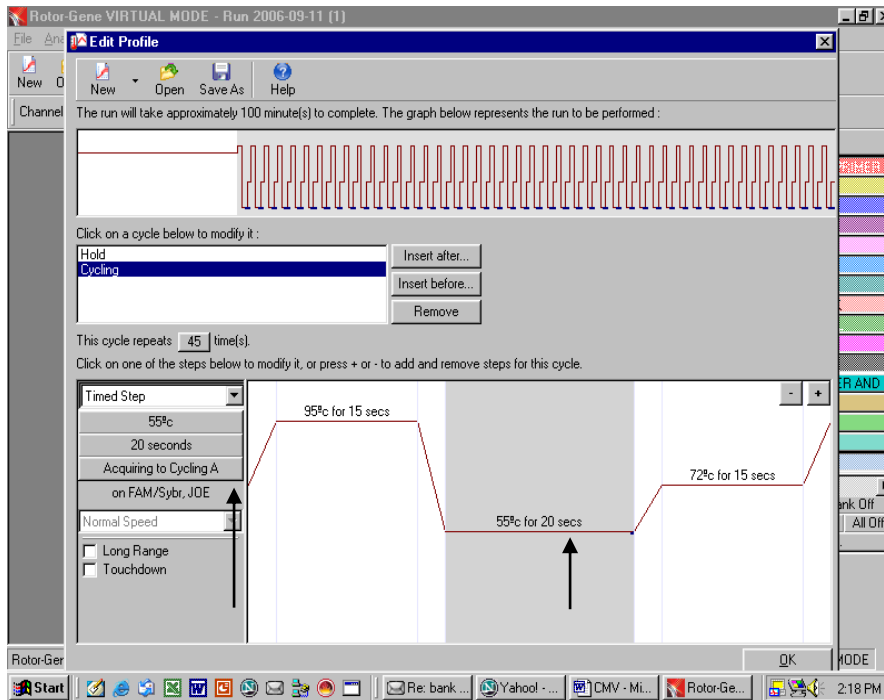 Rotor-Gene VIRTUAL MODE - Run 2006-09-11 (1)
File Ana
Edit Profile
New
New Open Save As Help
Channel
The run will take approximately 100 minute(s) to complete. The graph below represents the run to be performed :
Click on a cycle below to modify it :
Hold
Cycling
Insert after...
Insert before...
Remove
This cycle repeats 45 time(s).
Click on one of the steps below to modify it, or press + or - to add and remove steps for this cycle.
Timed Step
- +
55ºc
20 seconds
Acquiring to Cycling A
on FAM/Sybr, JOE
Normal Speed
Long Range
Touchdown
95ºc for 15 secs
55ºc for 20 secs
72ºc for 15 secs
ER AND
ank Off
All Off
OK
Rotor-Ger
MODE
Start
Re: bank ...
Yahoo! - ...
CMV - Mi...
Rotor-Ge...
2:18 PM